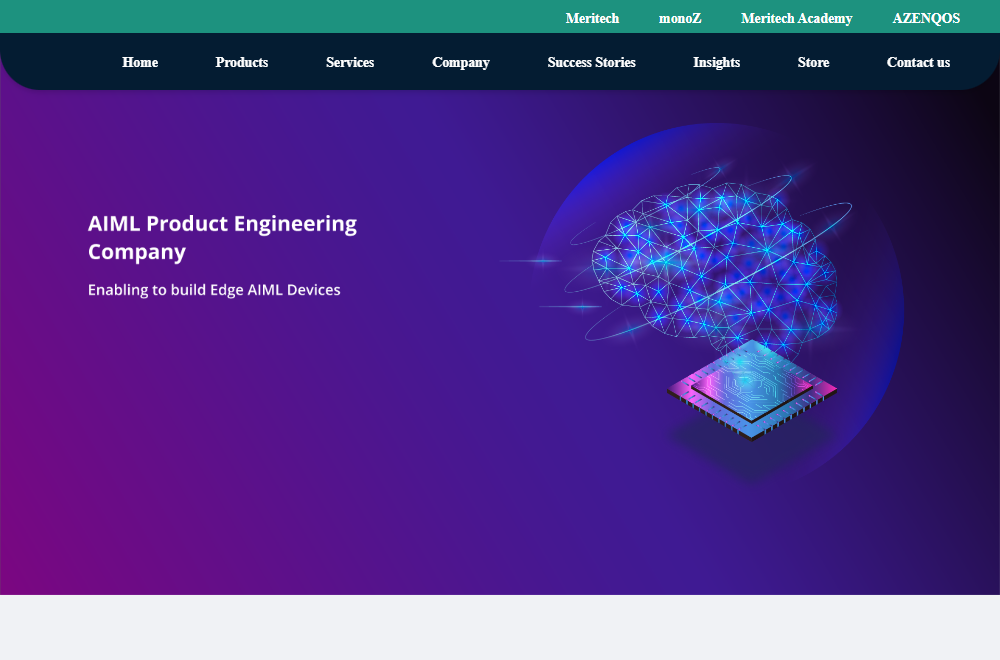 Meritech monoZ Meritech Academy AZENQOS
Home Products Services Company Success Stories Insights Store Contact us
AIML Product Engineering
Company
Enabling to build Edge AIML Devices